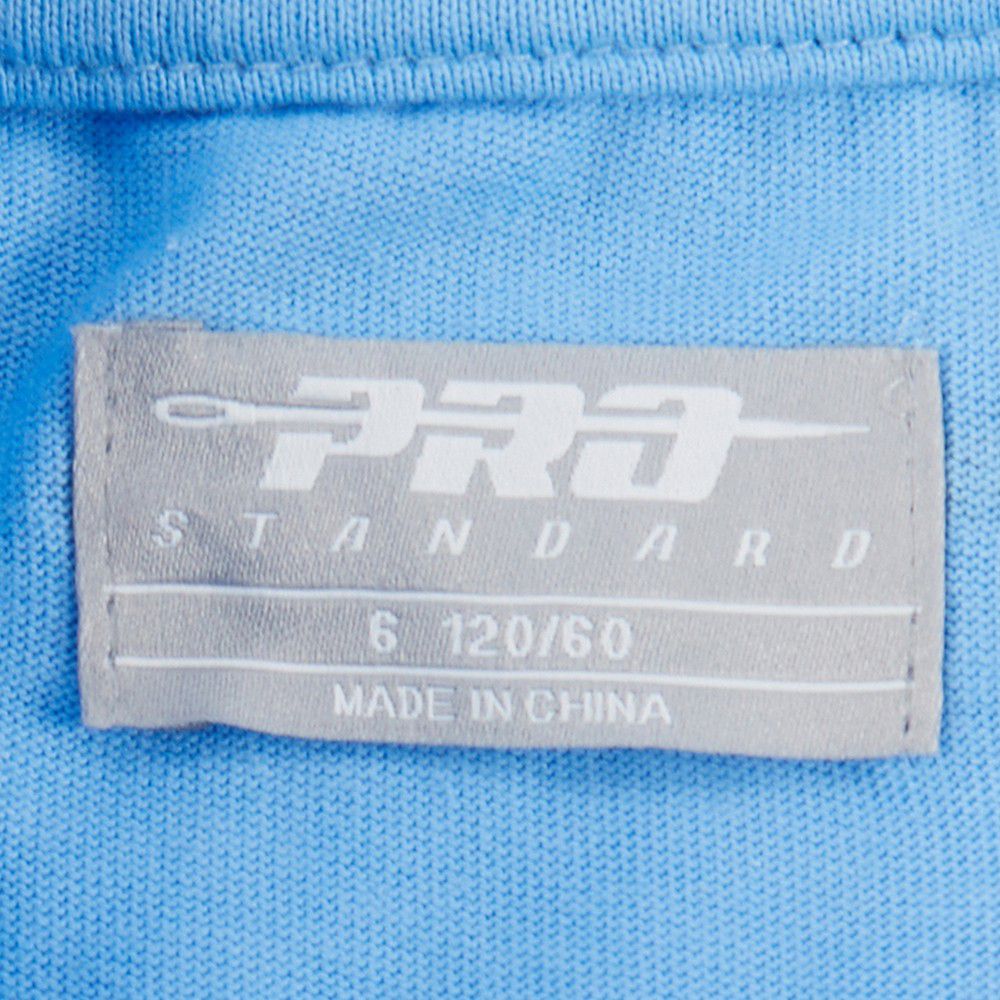 PRO
STANDARD
6 120/60
MADE IN CHINA